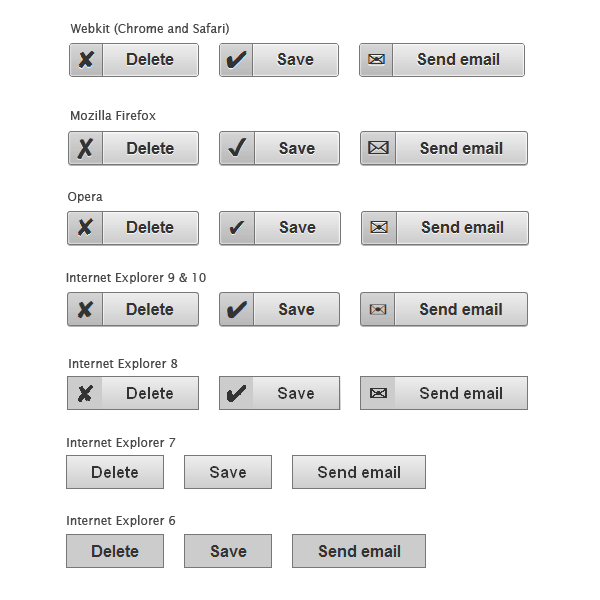 Webkit (Chrome and Safari)
✘ Delete ✔ Save ✉ Send email
Mozilla Firefox
✘ Delete ✔ Save ✉ Send email
Opera
✘ Delete ✔ Save ✉ Send email
Internet Explorer 9 & 10
✘ Delete ✔ Save ✉ Send email
Internet Explorer 8
✘ Delete ✔ Save ✉ Send email
Internet Explorer 7
Delete Save Send email
Internet Explorer 6
Delete Save Send email